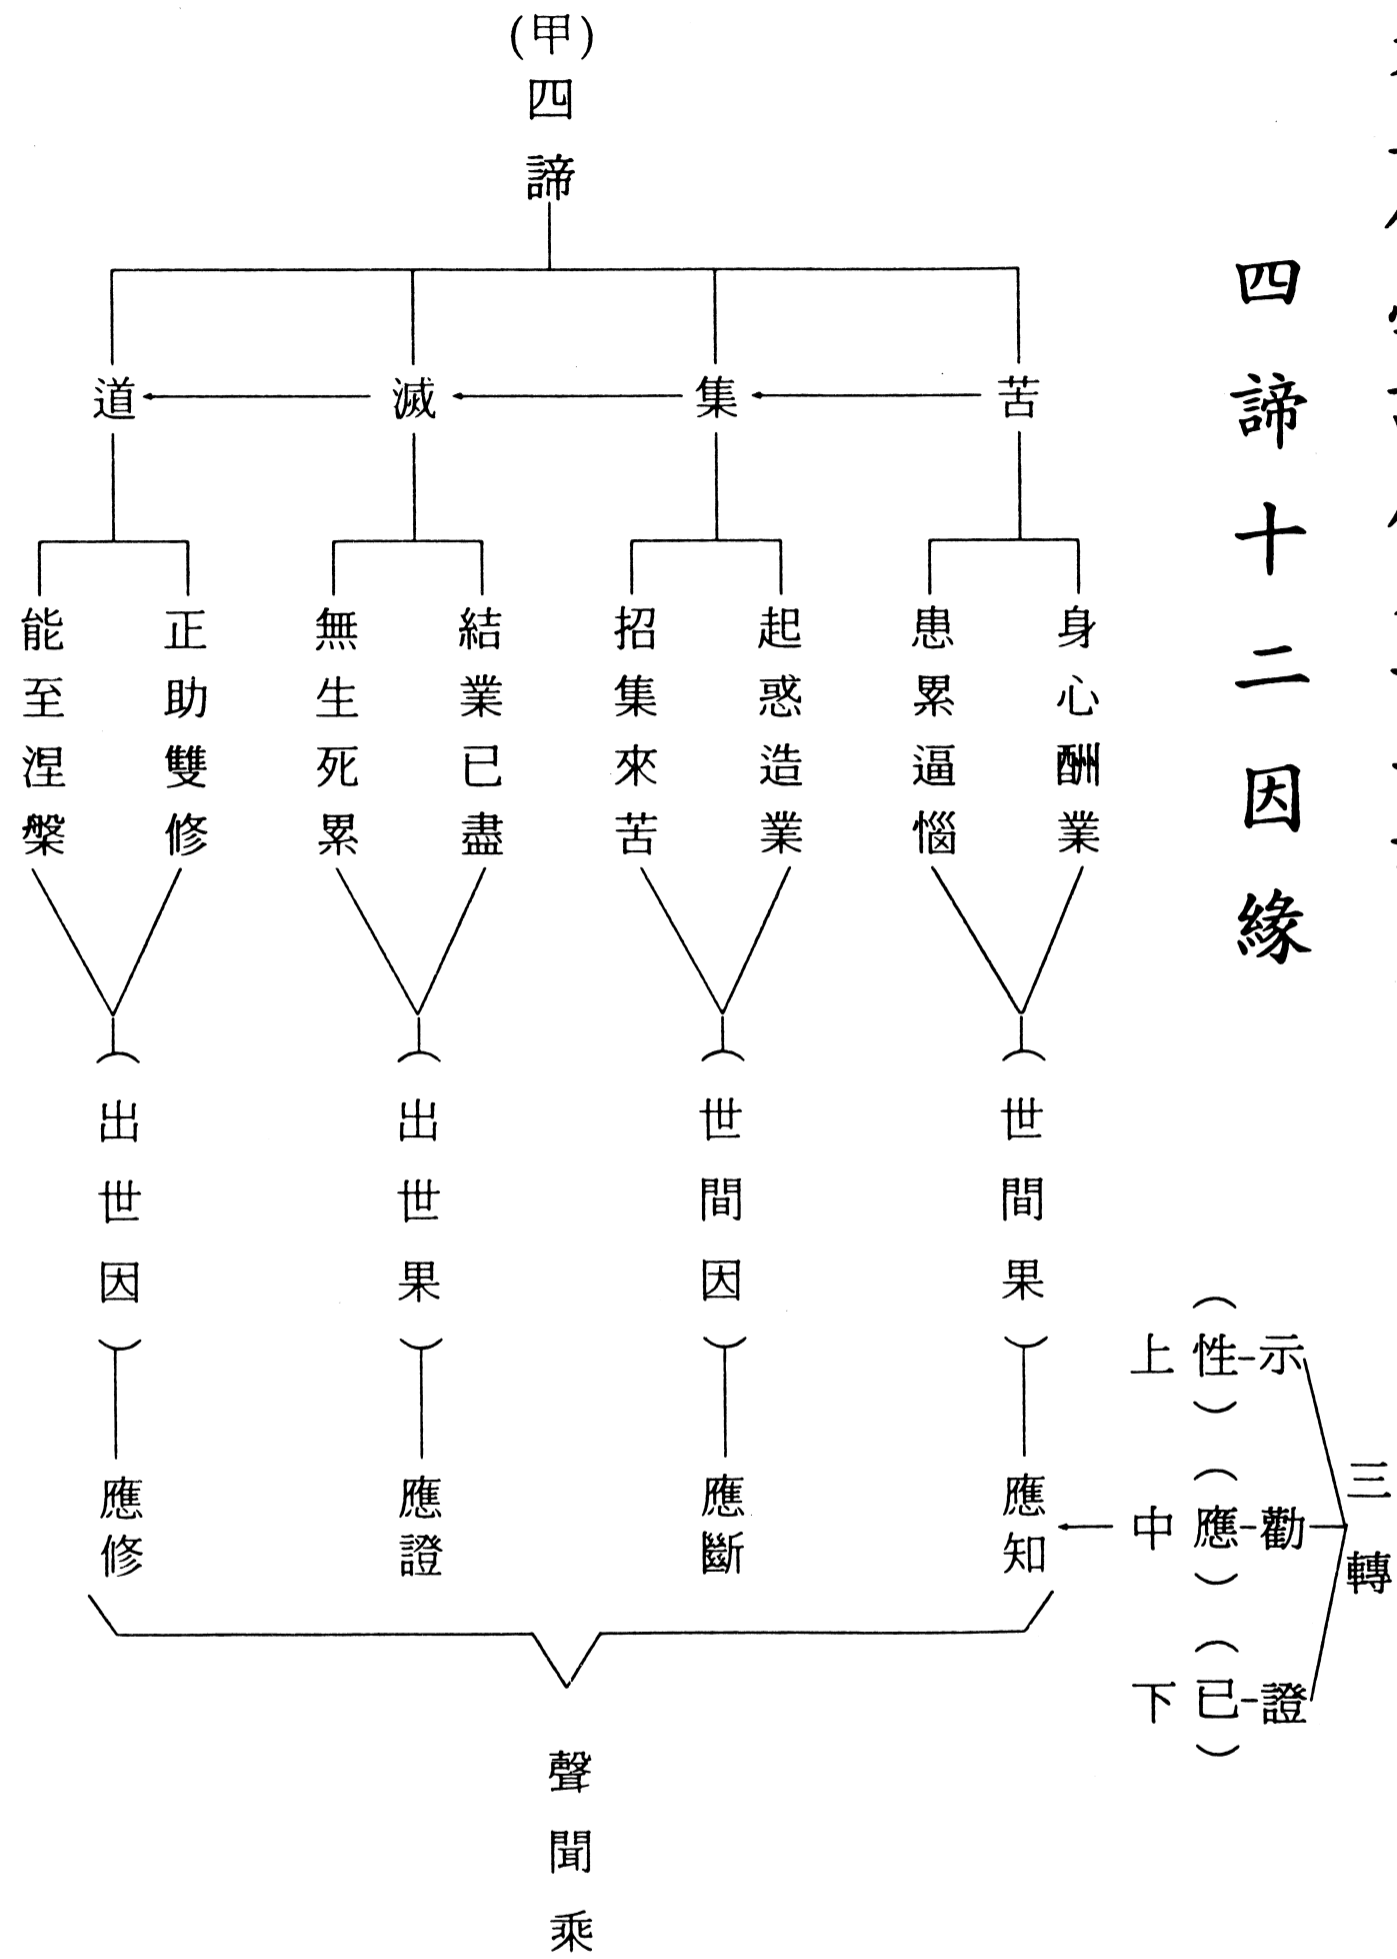 四諦十二因緣
(甲)四諦
苦
集
滅
道
身心酬業
患累逼惱
起惑造業
招集來苦
結業已盡
無生死累
正助雙修
能至涅槃
(世間果)
(世間因)
(出世果)
(出世因)
三轉
示
(性)
上
勸
(應)
中
證
(已)
下
應知
應斷
應證
應修
聲聞乘